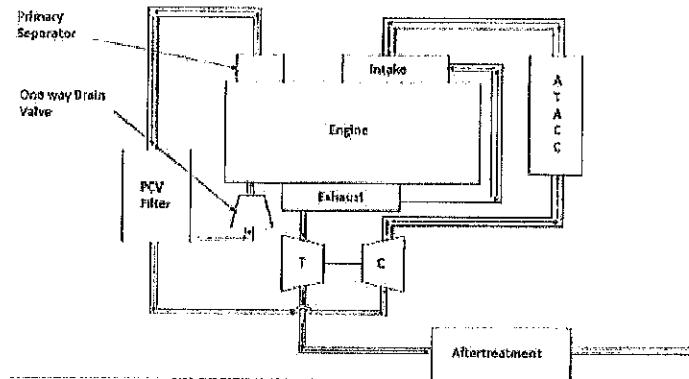 Primary
Separator
One way Drain
Valve
Intake
A
T
A
C
C
Engine
PCV
Filter
Exhaust
T
C
Aftertreatment